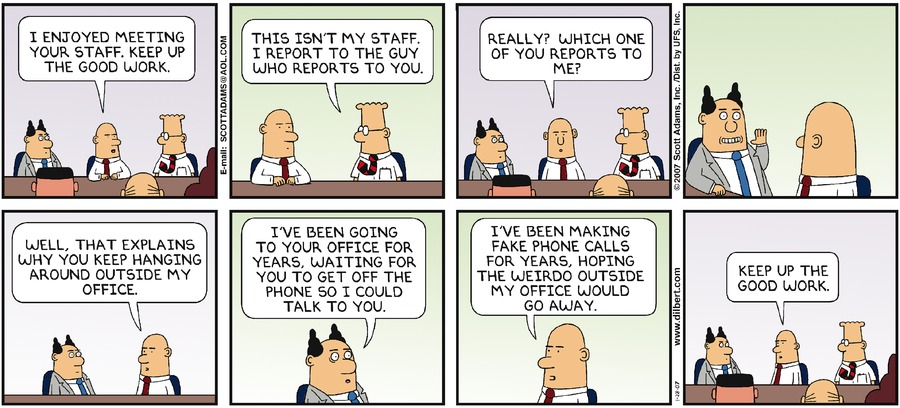 I ENJOYED MEETING
YOUR STAFF. KEEP UP
THE GOOD WORK.
E-mail: SCOTTADAMS@AOL.COM
THIS ISN'T MY STAFF.
I REPORT TO THE GUY
WHO REPORTS TO YOU.
REALLY? WHICH ONE
OF YOU REPORTS TO
ME?
©2007 Scott Adams, Inc./Dist. by UFS, Inc.
WELL, THAT EXPLAINS
WHY YOU KEEP HANGING
AROUND OUTSIDE MY
OFFICE.
I'VE BEEN GOING
TO YOUR OFFICE FOR
YEARS, WAITING FOR
YOU TO GET OFF THE
PHONE SO I COULD
TALK TO YOU.
I'VE BEEN MAKING
FAKE PHONE CALLS
FOR YEARS, HOPING
THE WEIRDO OUTSIDE
MY OFFICE WOULD
GO AWAY.
www.dilbert.com
1-28-07
KEEP UP THE
GOOD WORK.